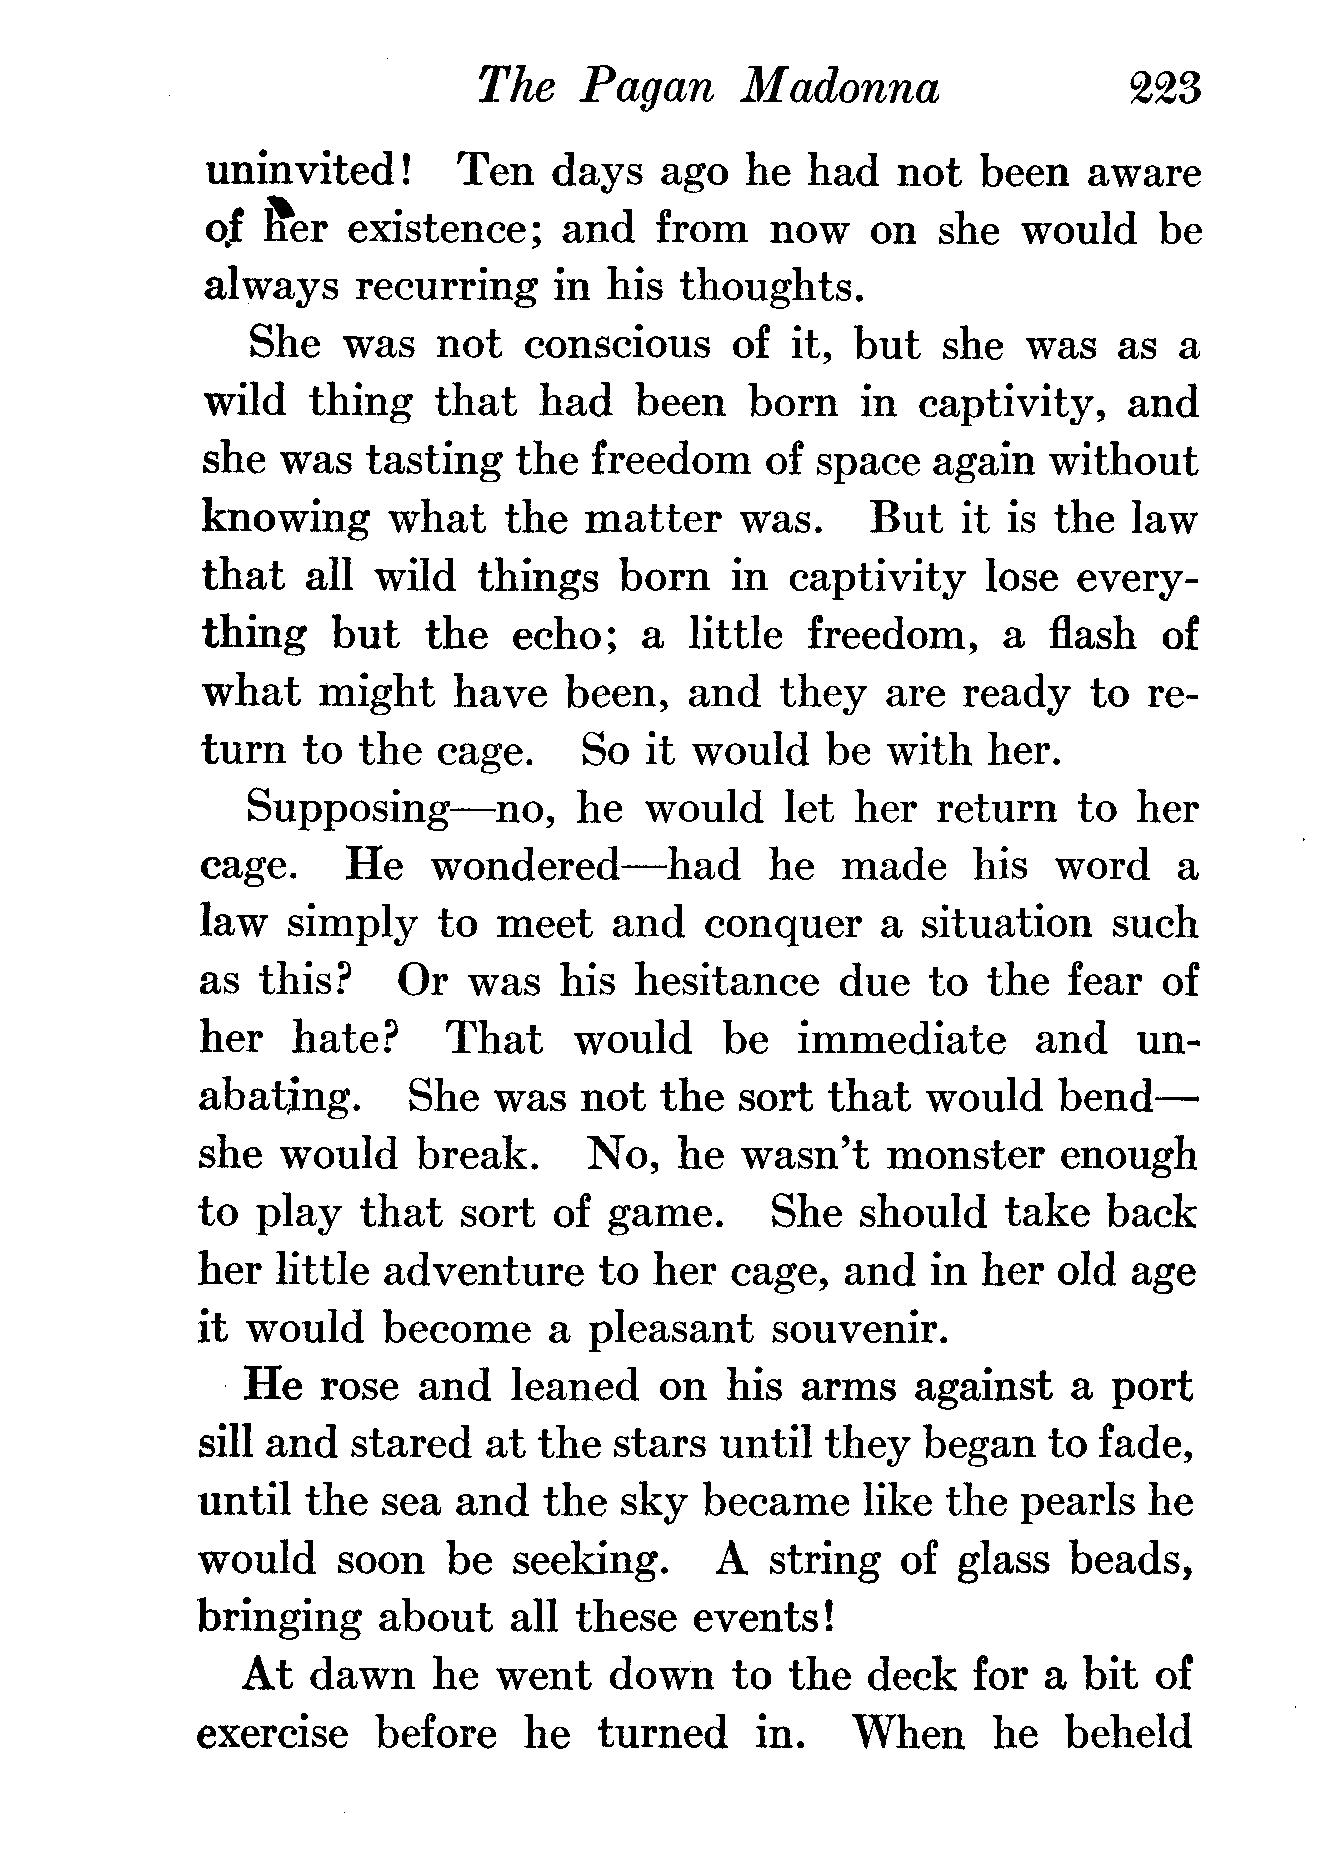 The Pagan Madonna 223
uninvited! Ten days ago he had not been aware
of her existence; and from now on she would be
always recurring in his thoughts.
She was not conscious of it, but she was as a
wild thing that had been born in captivity, and
she was tasting the freedom of space again without
knowing what the matter was. But it is the law
that all wild things born in captivity lose every-
thing but the echo; a little freedom, a flash of
what might have been, and they are ready to re-
turn to the cage. So it would be with her.
Supposing—no, he would let her return to her
cage. He wondered—had he made his word a
law simply to meet and conquer a situation such
as this? Or was his hesitance due to the fear of
her hate? That would be immediate and un-
abating. She was not the sort that would bend—
she would break. No, he wasn't monster enough
to play that sort of game. She should take back
her little adventure to her cage, and in her old age
it would become a pleasant souvenir.
He rose and leaned on his arms against a port
sill and stared at the stars until they began to fade,
until the sea and the sky became like the pearls he
would soon be seeking. A string of glass beads,
bringing about all these events!
At dawn he went down to the deck for a bit of
exercise before he turned in. When he beheld